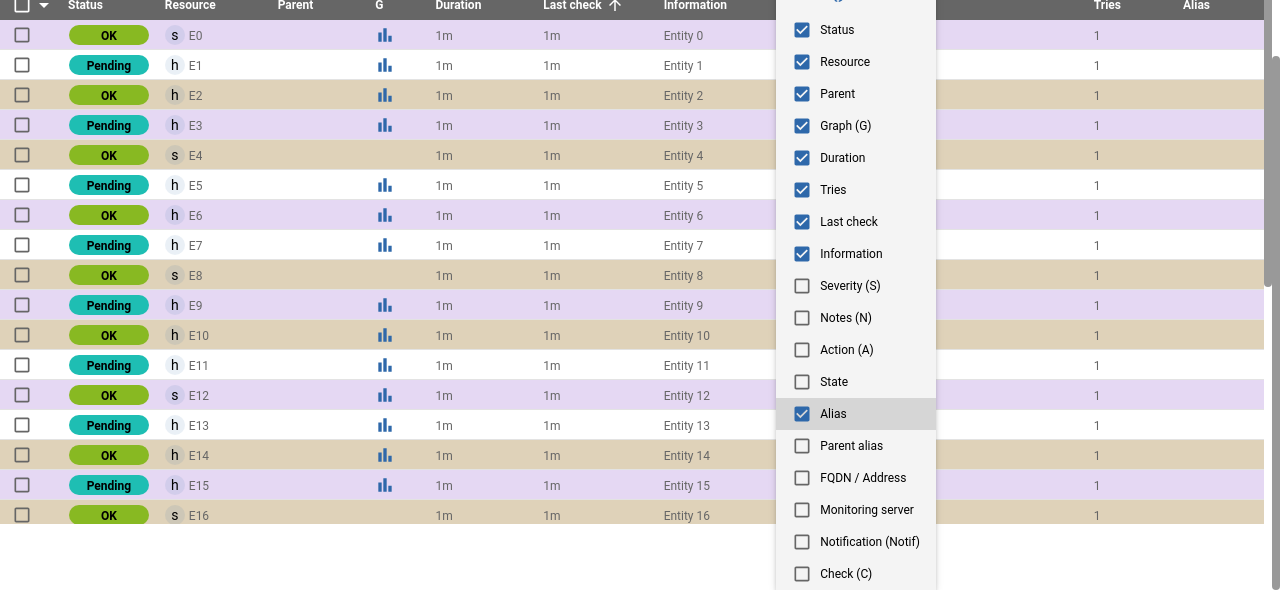 Status Resource Parent G Duration Last check Information Tries Alias
OK s E0 1m 1m Entity 0 1
Pending h E1 1m 1m Entity 1 1
OK h E2 1m 1m Entity 2 1
Pending h E3 1m 1m Entity 3 1
OK s E4 1m 1m Entity 4 1
Pending h E5 1m 1m Entity 5 1
OK h E6 1m 1m Entity 6 1
Pending h E7 1m 1m Entity 7 1
OK s E8 1m 1m Entity 8 1
Pending h E9 1m 1m Entity 9 1
OK h E10 1m 1m Entity 10 1
Pending h E11 1m 1m Entity 11 1
OK s E12 1m 1m Entity 12 1
Pending h E13 1m 1m Entity 13 1
OK h E14 1m 1m Entity 14 1
Pending h E15 1m 1m Entity 15 1
OK s E16 1m 1m Entity 16 1
Status
Resource
Parent
Graph (G)
Duration
Tries
Last check
Information
Severity (S)
Notes (N)
Action (A)
State
Alias
Parent alias
FQDN / Address
Monitoring server
Notification (Notif)
Check (C)